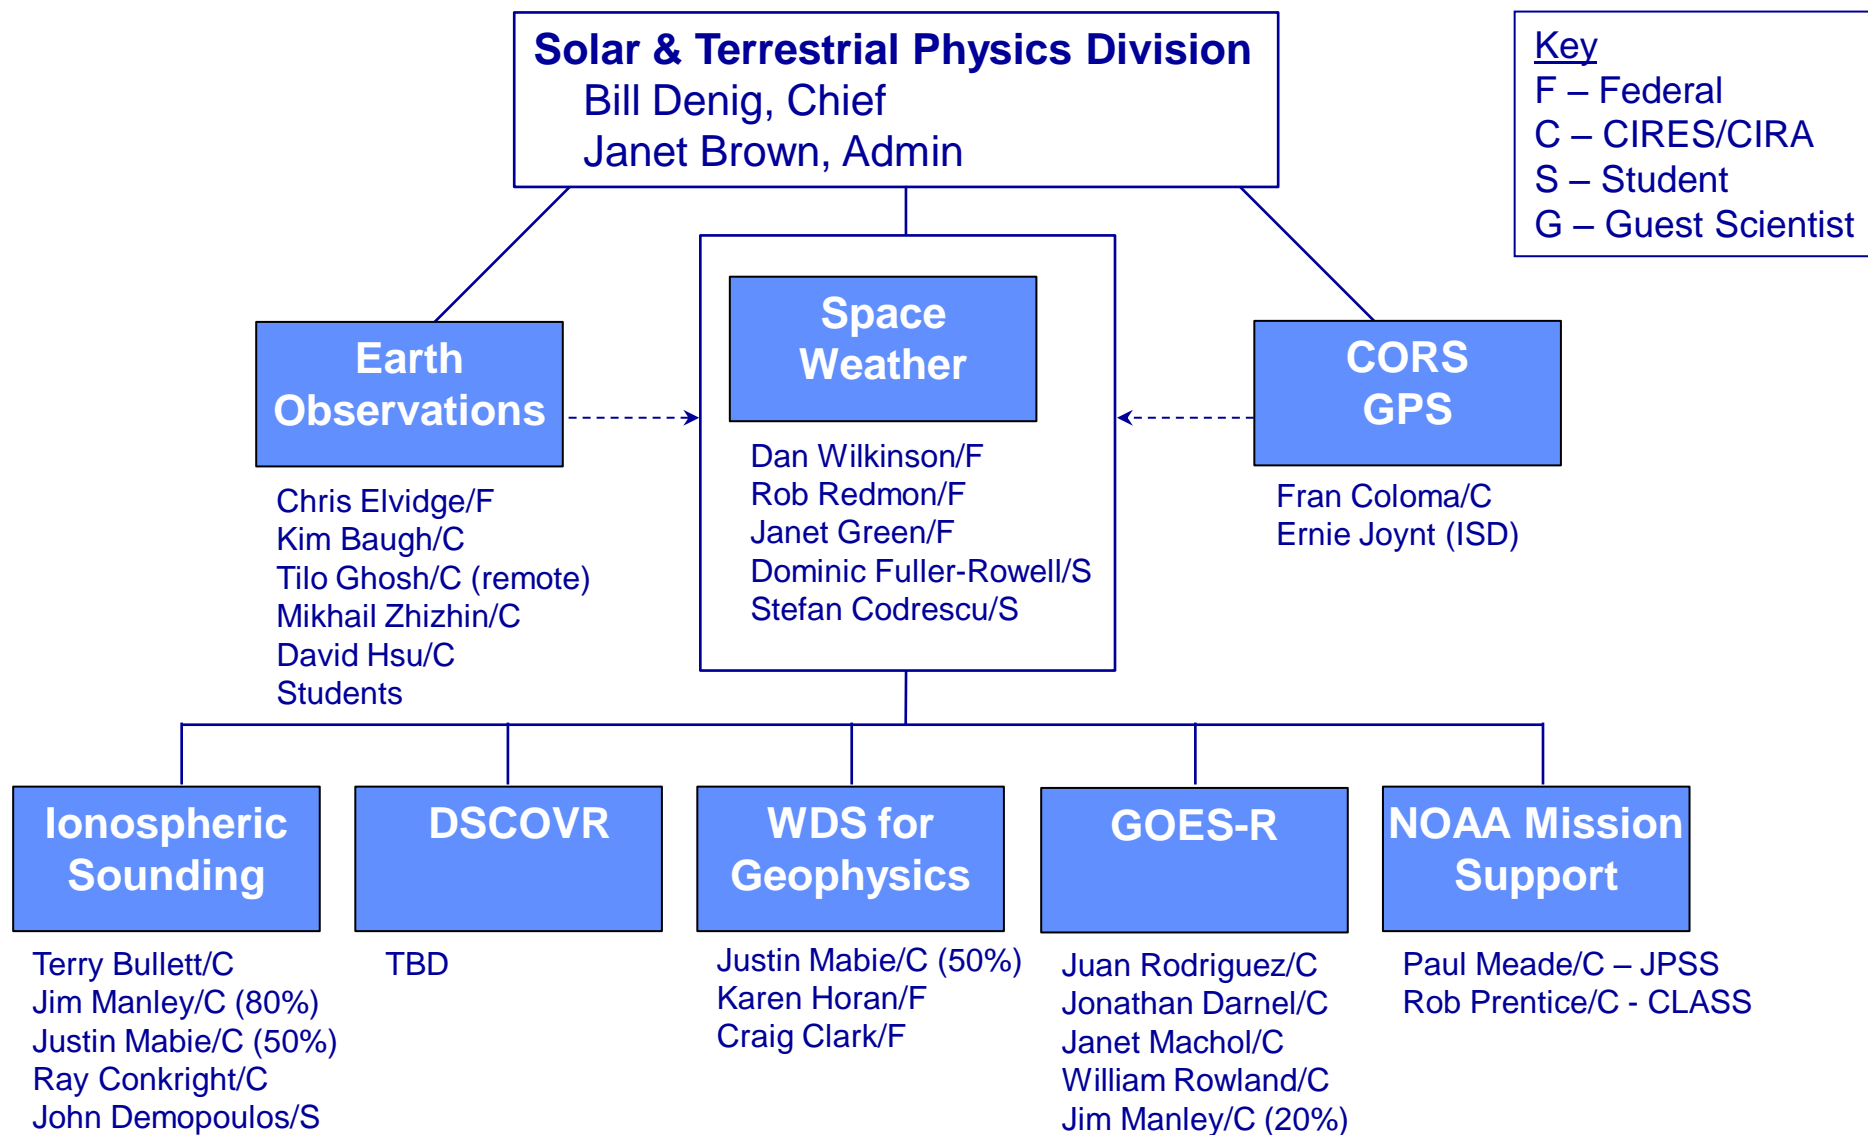 Solar & Terrestrial Physics Division
Bill Denig, Chief
Janet Brown, Admin
Key
F – Federal
C – CIRES/CIRA
S – Student
G – Guest Scientist
Earth
Observations
Chris Elvidge/F
Kim Baugh/C
Tilo Ghosh/C (remote)
Mikhail Zhizhin/C
David Hsu/C
Students
Space
Weather
Dan Wilkinson/F
Rob Redmon/F
Janet Green/F
Dominic Fuller-Rowell/S
Stefan Codrescu/S
CORS
GPS
Fran Coloma/C
Ernie Joynt (ISD)
Ionospheric
Sounding
Terry Bullett/C
Jim Manley/C (80%)
Justin Mabie/C (50%)
Ray Conkright/C
John Demopoulos/S
DSCOVR
TBD
WDS for
Geophysics
Justin Mabie/C (50%)
Karen Horan/F
Craig Clark/F
GOES-R
Juan Rodriguez/C
Jonathan Darnel/C
Janet Machol/C
William Rowland/C
Jim Manley/C (20%)
NOAA Mission
Support
Paul Meade/C – JPSS
Rob Prentice/C - CLASS